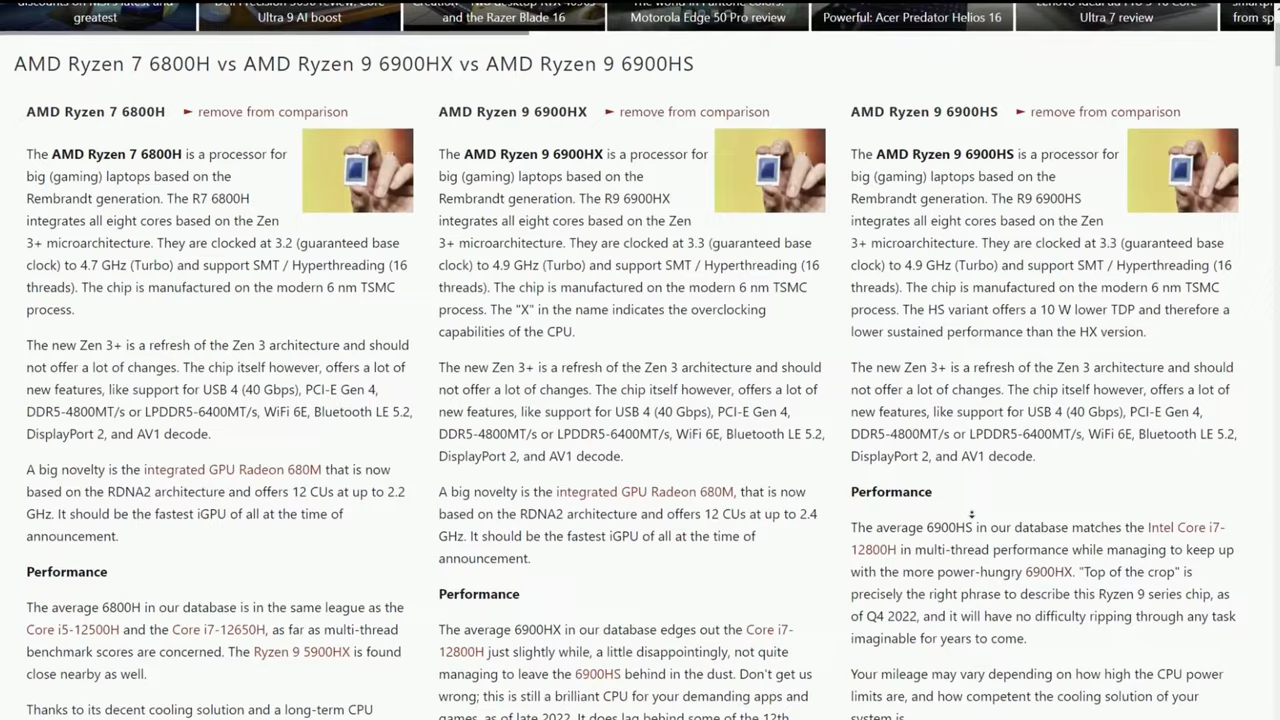 discounts on MSI's latest and
greatest
Dell Precision 5690 review: Core
Ultra 9 AI boost
and the Razer Blade 16
Motorola Edge 50 Pro review
Powerful: Acer Predator Helios 16
Ultra 7 review
from sp
AMD Ryzen 7 6800H vs AMD Ryzen 9 6900HX vs AMD Ryzen 9 6900HS
AMD Ryzen 7 6800H ► remove from comparison
The AMD Ryzen 7 6800H is a processor for
big (gaming) laptops based on the
Rembrandt generation. The R7 6800H
integrates all eight cores based on the Zen
3+ microarchitecture. They are clocked at 3.2 (guaranteed base
clock) to 4.7 GHz (Turbo) and support SMT / Hyperthreading (16
threads). The chip is manufactured on the modern 6 nm TSMC
process.
The new Zen 3+ is a refresh of the Zen 3 architecture and should
not offer a lot of changes. The chip itself however, offers a lot of
new features, like support for USB 4 (40 Gbps), PCI-E Gen 4,
DDR5-4800MT/s or LPDDR5-6400MT/s, WiFi 6E, Bluetooth LE 5.2,
DisplayPort 2, and AV1 decode.
A big novelty is the integrated GPU Radeon 680M that is now
based on the RDNA2 architecture and offers 12 CUs at up to 2.2
GHz. It should be the fastest iGPU of all at the time of
announcement.
Performance
The average 6800H in our database is in the same league as the
Core i5-12500H and the Core i7-12650H, as far as multi-thread
benchmark scores are concerned. The Ryzen 9 5900HX is found
close nearby as well.
Thanks to its decent cooling solution and a long-term CPU
AMD Ryzen 9 6900HX ► remove from comparison
The AMD Ryzen 9 6900HX is a processor for
big (gaming) laptops based on the
Rembrandt generation. The R9 6900HX
integrates all eight cores based on the Zen
3+ microarchitecture. They are clocked at 3.3 (guaranteed base
clock) to 4.9 GHz (Turbo) and support SMT / Hyperthreading (16
threads). The chip is manufactured on the modern 6 nm TSMC
process. The "X" in the name indicates the overclocking
capabilities of the CPU.
The new Zen 3+ is a refresh of the Zen 3 architecture and should
not offer a lot of changes. The chip itself however, offers a lot of
new features, like support for USB 4 (40 Gbps), PCI-E Gen 4,
DDR5-4800MT/s or LPDDR5-6400MT/s, WiFi 6E, Bluetooth LE 5.2,
DisplayPort 2, and AV1 decode.
A big novelty is the integrated GPU Radeon 680M, that is now
based on the RDNA2 architecture and offers 12 CUs at up to 2.4
GHz. It should be the fastest iGPU of all at the time of
announcement.
Performance
The average 6900HX in our database edges out the Core i7-
12800H just slightly while, a little disappointingly, not quite
managing to leave the 6900HS behind in the dust. Don't get us
wrong; this is still a brilliant CPU for your demanding apps and
games, as of late 2022. It does lag behind some of the 12th
AMD Ryzen 9 6900HS ► remove from comparison
The AMD Ryzen 9 6900HS is a processor for
big (gaming) laptops based on the
Rembrandt generation. The R9 6900HS
integrates all eight cores based on the Zen
3+ microarchitecture. They are clocked at 3.3 (guaranteed base
clock) to 4.9 GHz (Turbo) and support SMT / Hyperthreading (16
threads). The chip is manufactured on the modern 6 nm TSMC
process. The HS variant offers a 10 W lower TDP and therefore a
lower sustained performance than the HX version.
The new Zen 3+ is a refresh of the Zen 3 architecture and should
not offer a lot of changes. The chip itself however, offers a lot of
new features, like support for USB 4 (40 Gbps), PCI-E Gen 4,
DDR5-4800MT/s or LPDDR5-6400MT/s, WiFi 6E, Bluetooth LE 5.2,
DisplayPort 2, and AV1 decode.
Performance
The average 6900HS in our database matches the Intel Core i7-
12800H in multi-thread performance while managing to keep up
with the more power-hungry 6900HX. "Top of the crop" is
precisely the right phrase to describe this Ryzen 9 series chip, as
of Q4 2022, and it will have no difficulty ripping through any task
imaginable for years to come.
Your mileage may vary depending on how high the CPU power
limits are, and how competent the cooling solution of your
system is.